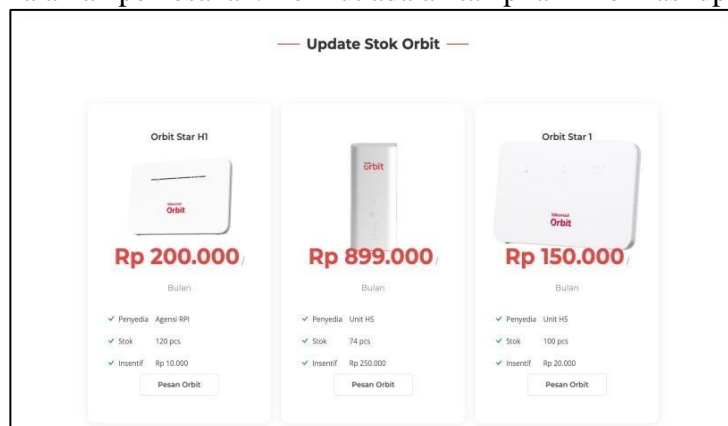 Update Stok Orbit
Orbit Star H1
Telkomsel
Orbit
Rp 200.000/
Bulan
Penyedia Agensi RPI
Stok 120 pcs
Insentif Rp 10.000
Pesan Orbit
Orbit
Rp 899.000/
Bulan
Penyedia Unit HS
Stok 74 pcs
Insentif Rp 250.000
Pesan Orbit
Orbit Star 1
Telkomsel
Orbit
Rp 150.000/
Bulan
Penyedia Unit HS
Stok 100 pcs
Insentif Rp 20.000
Pesan Orbit